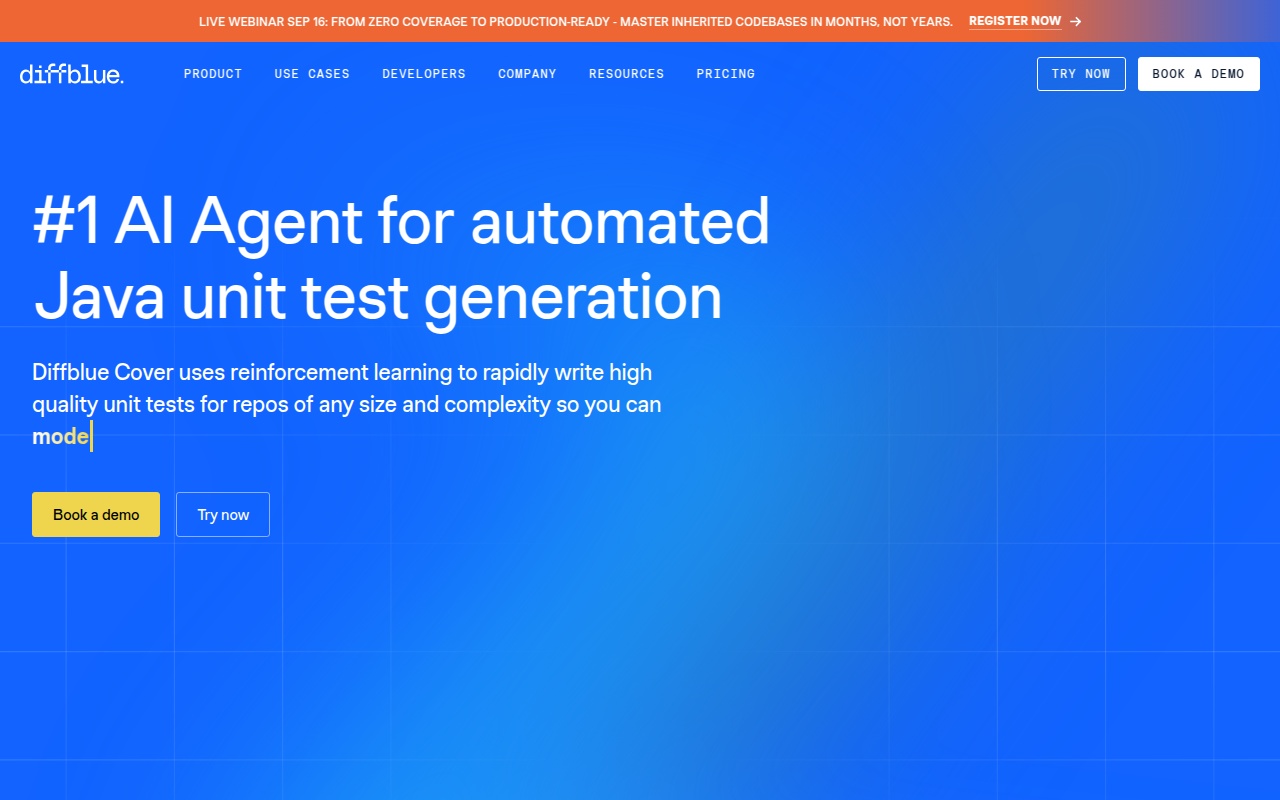 LIVE WEBINAR SEP 16: FROM ZERO COVERAGE TO PRODUCTION-READY - MASTER INHERITED CODEBASES IN MONTHS, NOT YEARS. REGISTER NOW →
diffblue. PRODUCT USE CASES DEVELOPERS COMPANY RESOURCES PRICING TRY NOW BOOK A DEMO
#1 AI Agent for automated
Java unit test generation
Diffblue Cover uses reinforcement learning to rapidly write high
quality unit tests for repos of any size and complexity so you can
mode
Book a demo Try now